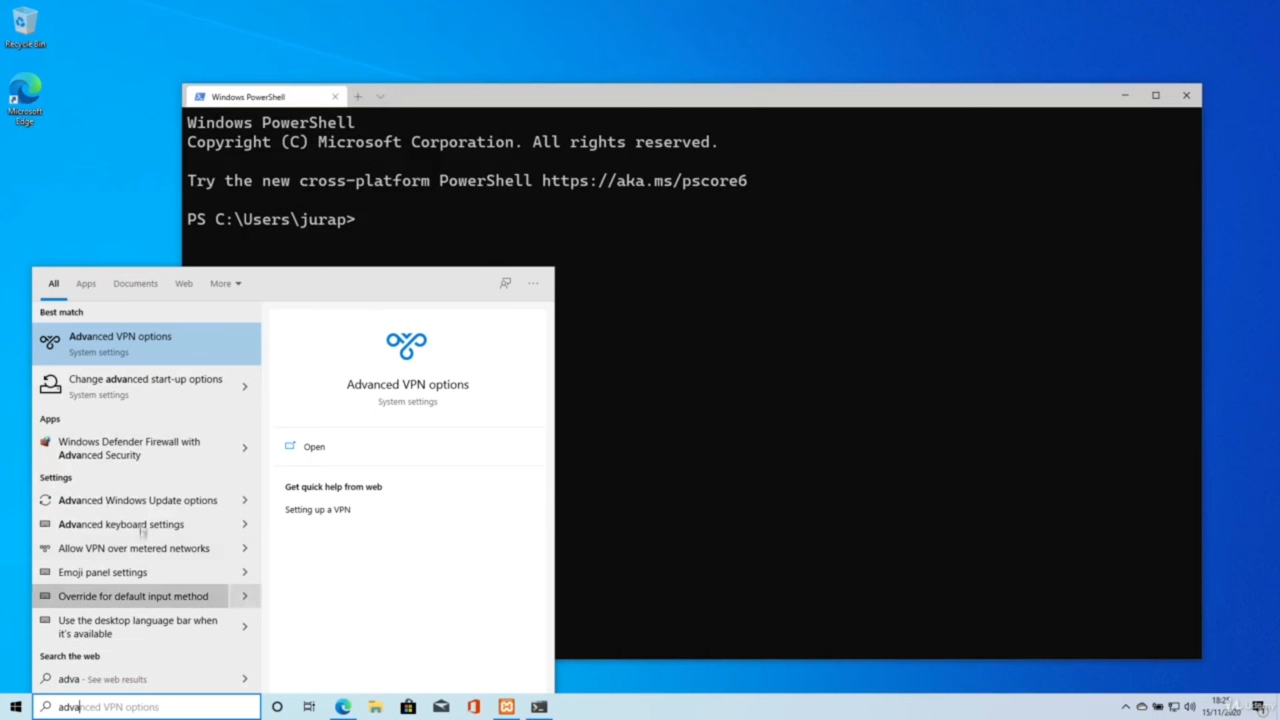 Recycle Bin
Microsoft
Edge
Windows PowerShell
Windows PowerShell
Copyright (C) Microsoft Corporation. All rights reserved.
Try the new cross-platform PowerShell https://aka.ms/pscore6
PS C:\Users\jurap>
All Apps Documents Web More
Best match
Advanced VPN options
System settings
Change advanced start-up options
System settings
Apps
Windows Defender Firewall with
Advanced Security
Settings
Advanced Windows Update options
Advanced keyboard settings
Allow VPN over metered networks
Emoji panel settings
Override for default input method
Use the desktop language bar when
it's available
Search the web
adva - See web results
Advanced VPN options
System settings
Open
Get quick help from web
Setting up a VPN
advanced VPN options
15/11/2020